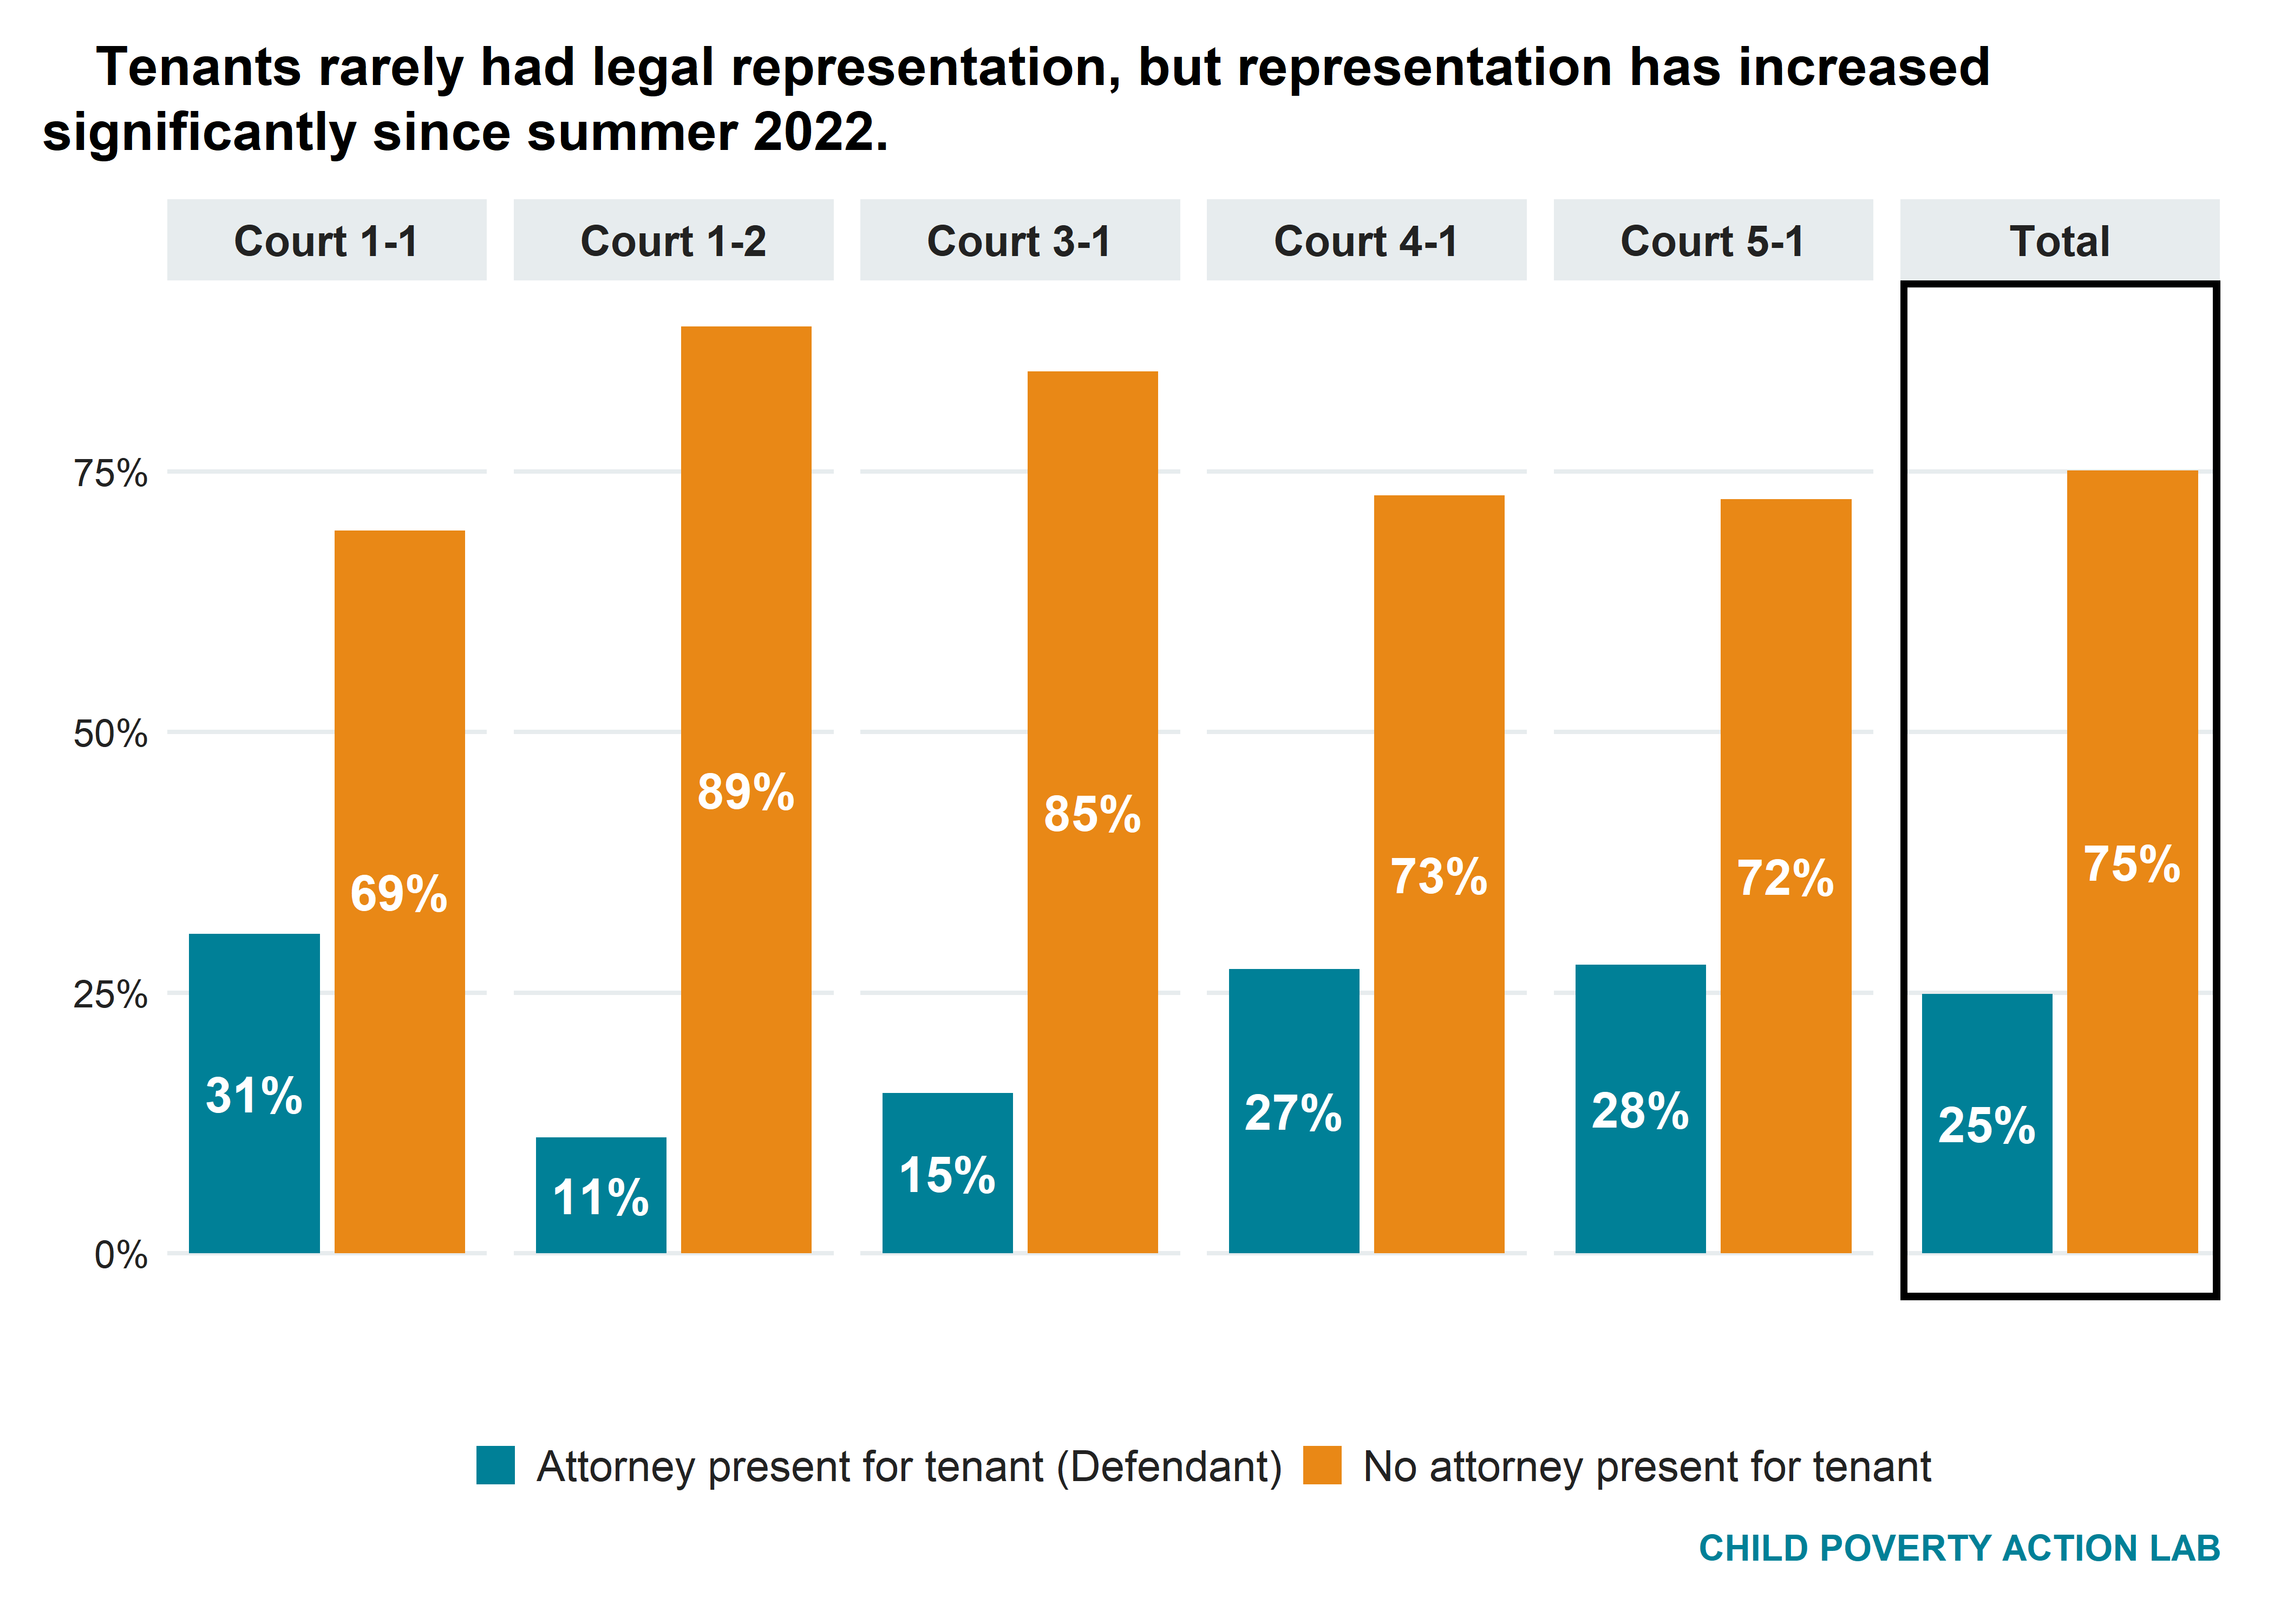 Tenants rarely had legal representation, but representation has increased
significantly since summer 2022.
Court 1-1
Court 1-2
Court 3-1
Court 4-1
Court 5-1
Total
75%
50%
25%
0%
31%
69%
11%
89%
15%
85%
27%
73%
28%
72%
25%
75%
Attorney present for tenant (Defendant)
No attorney present for tenant
CHILD POVERTY ACTION LAB